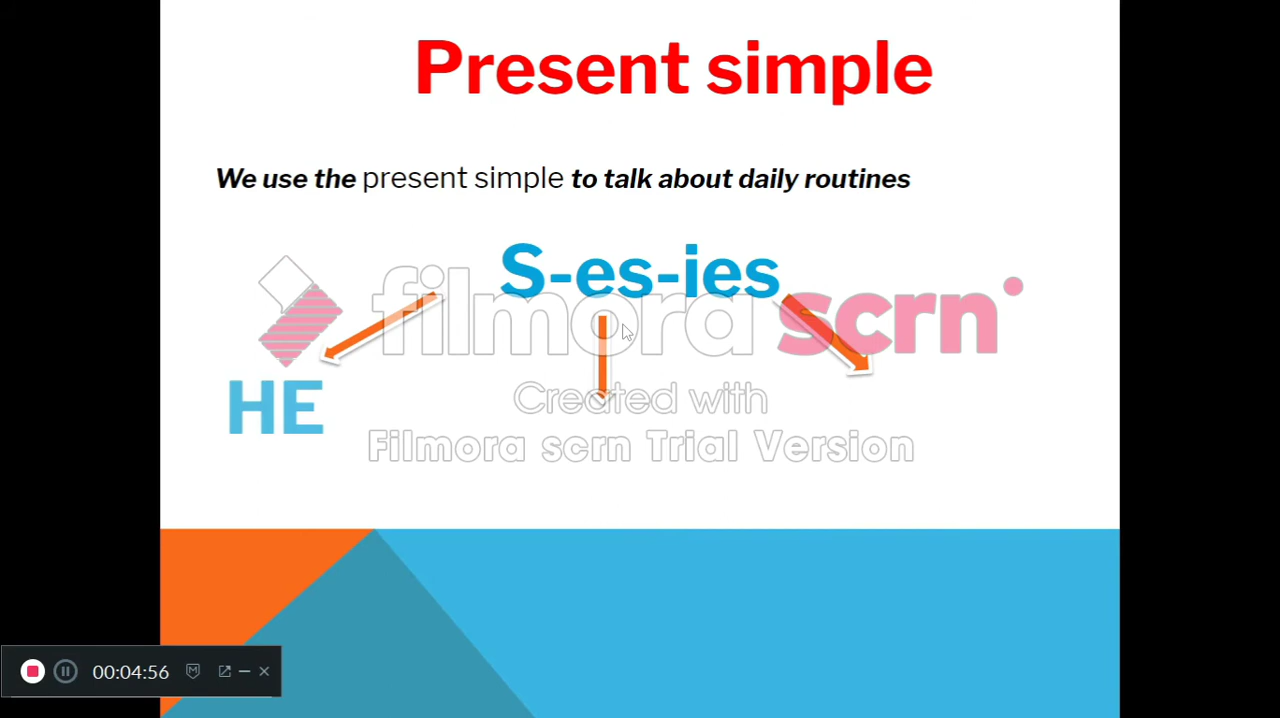 Present simple
We use the present simple to talk about daily routines
S-es-ies
filmora scrn
HE
Created with
Filmora scrn Trial Version
00:04:56